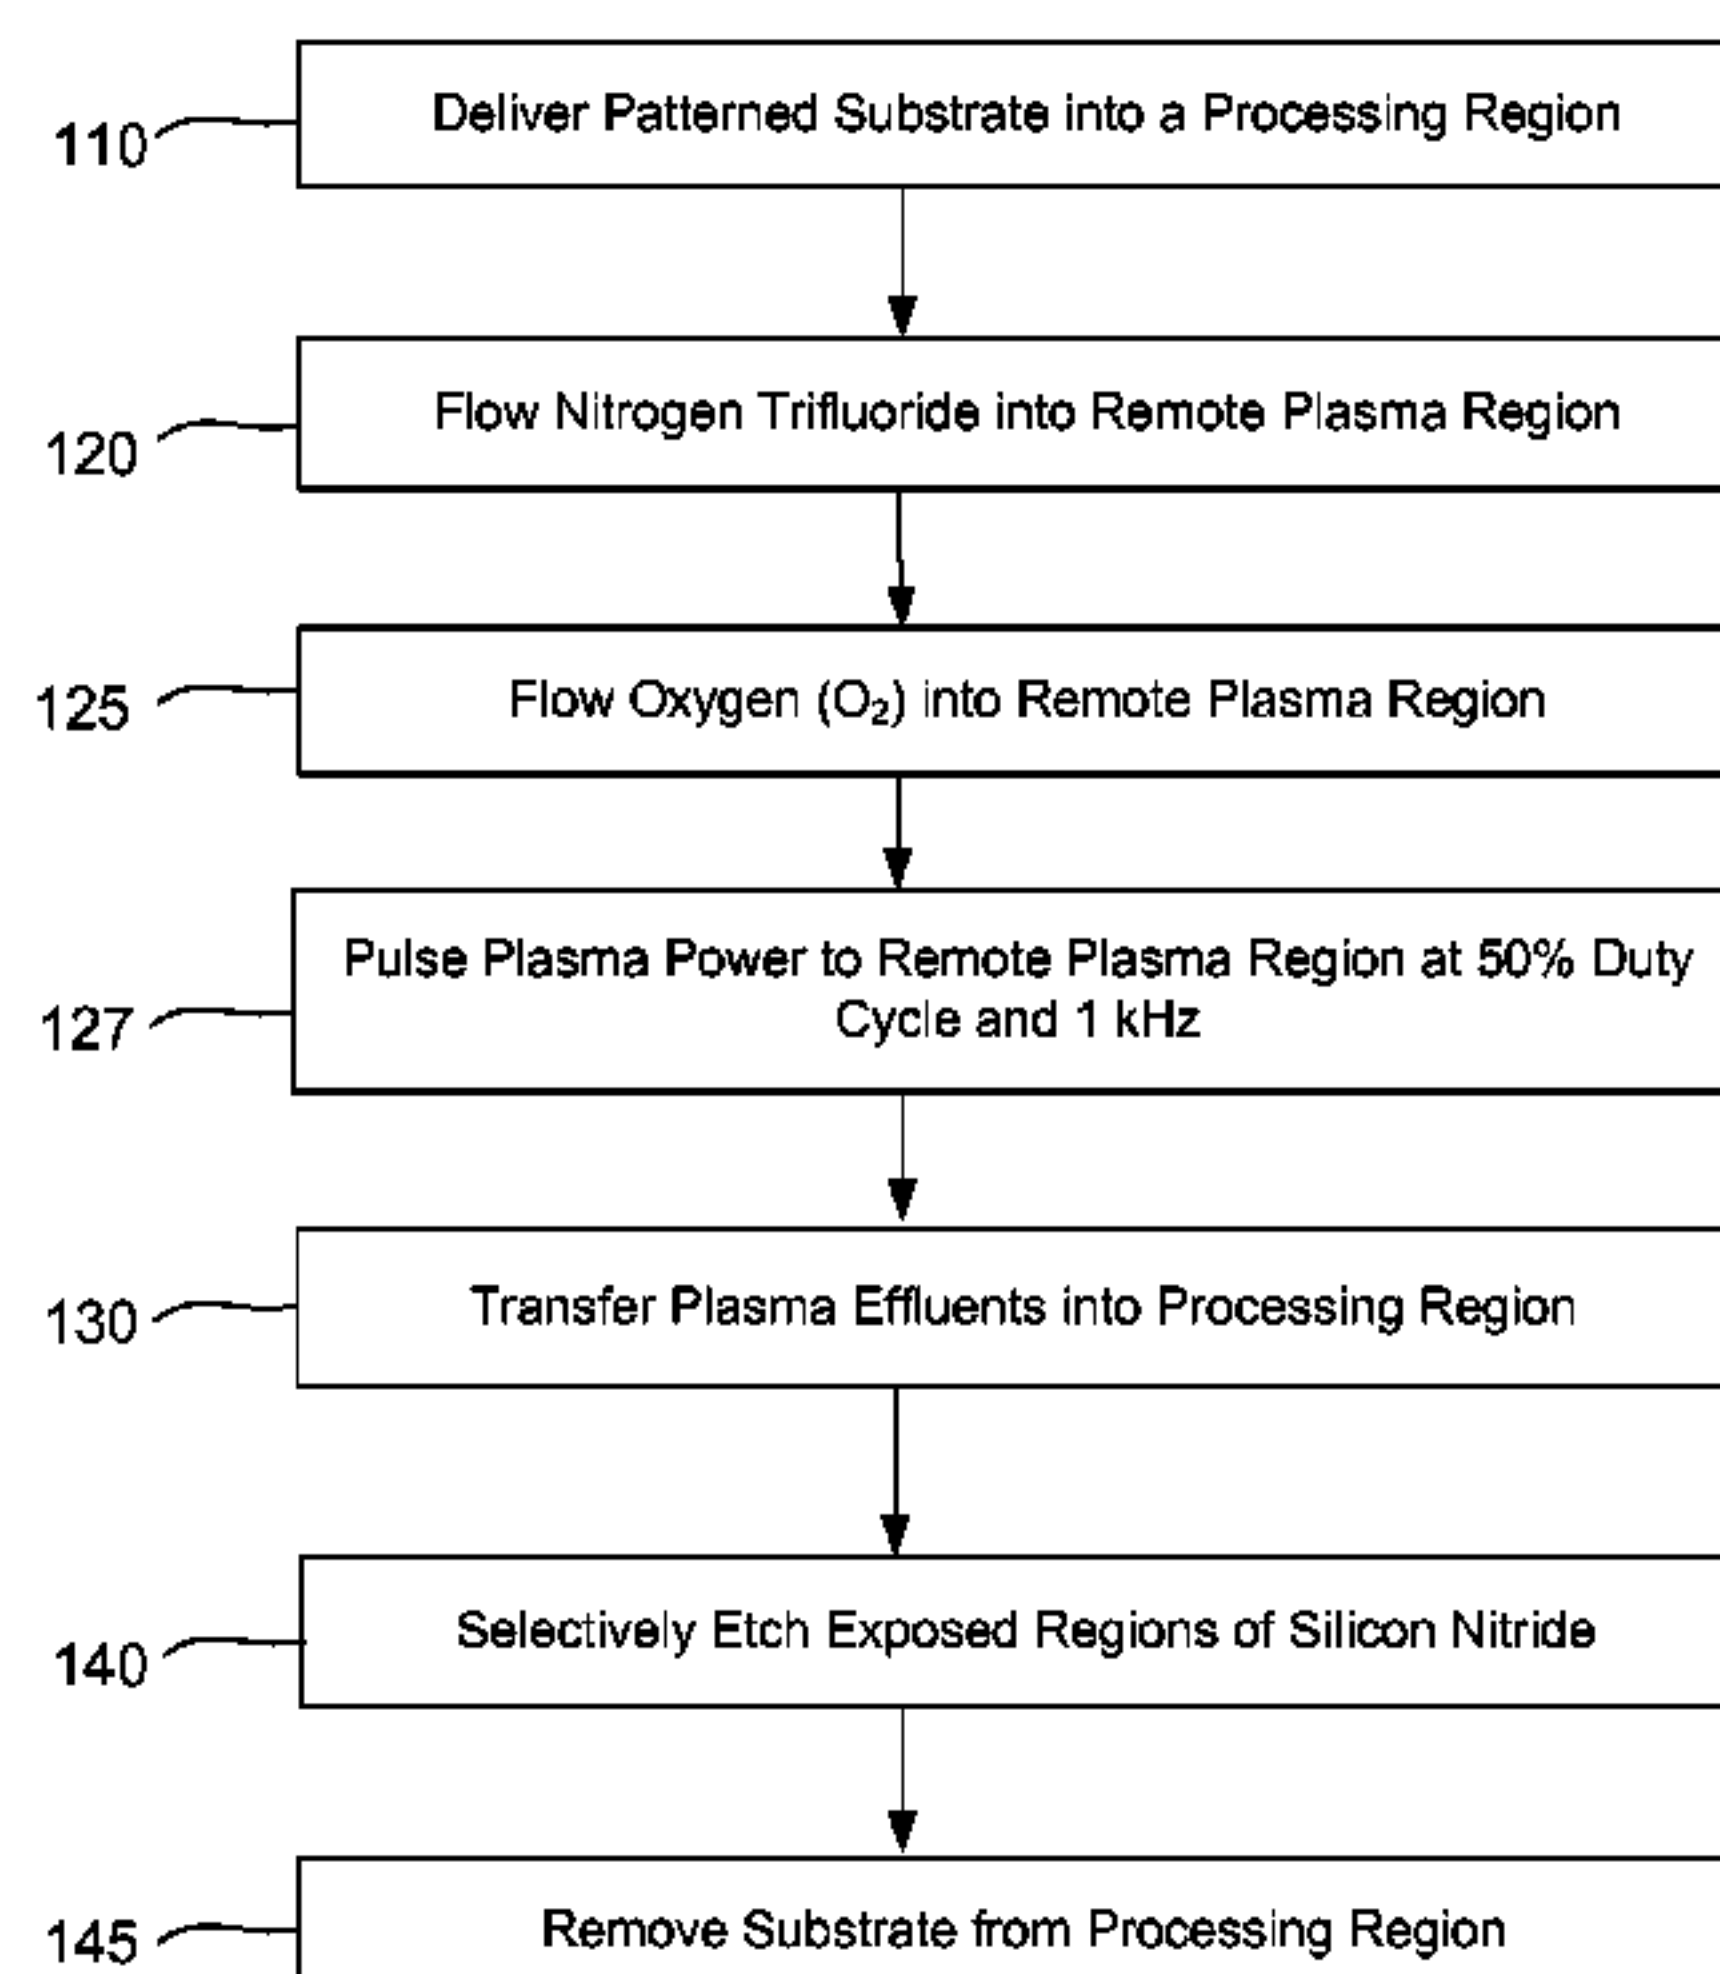 110 Deliver Patterned Substrate into a Processing Region
120 Flow Nitrogen Trifluoride into Remote Plasma Region
125 Flow Oxygen (O₂) into Remote Plasma Region
127 Pulse Plasma Power to Remote Plasma Region at 50% Duty
Cycle and 1 kHz
130 Transfer Plasma Effluents into Processing Region
140 Selectively Etch Exposed Regions of Silicon Nitride
145 Remove Substrate from Processing Region